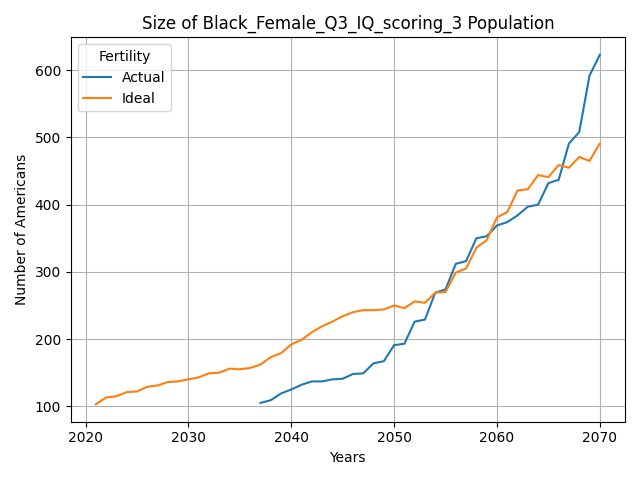 Size of Black_Female_Q3_IQ_scoring_3 Population
Fertility
Actual
Ideal
Number of Americans
600
500
400
300
200
100
2020 2030 2040 2050 2060 2070
Years